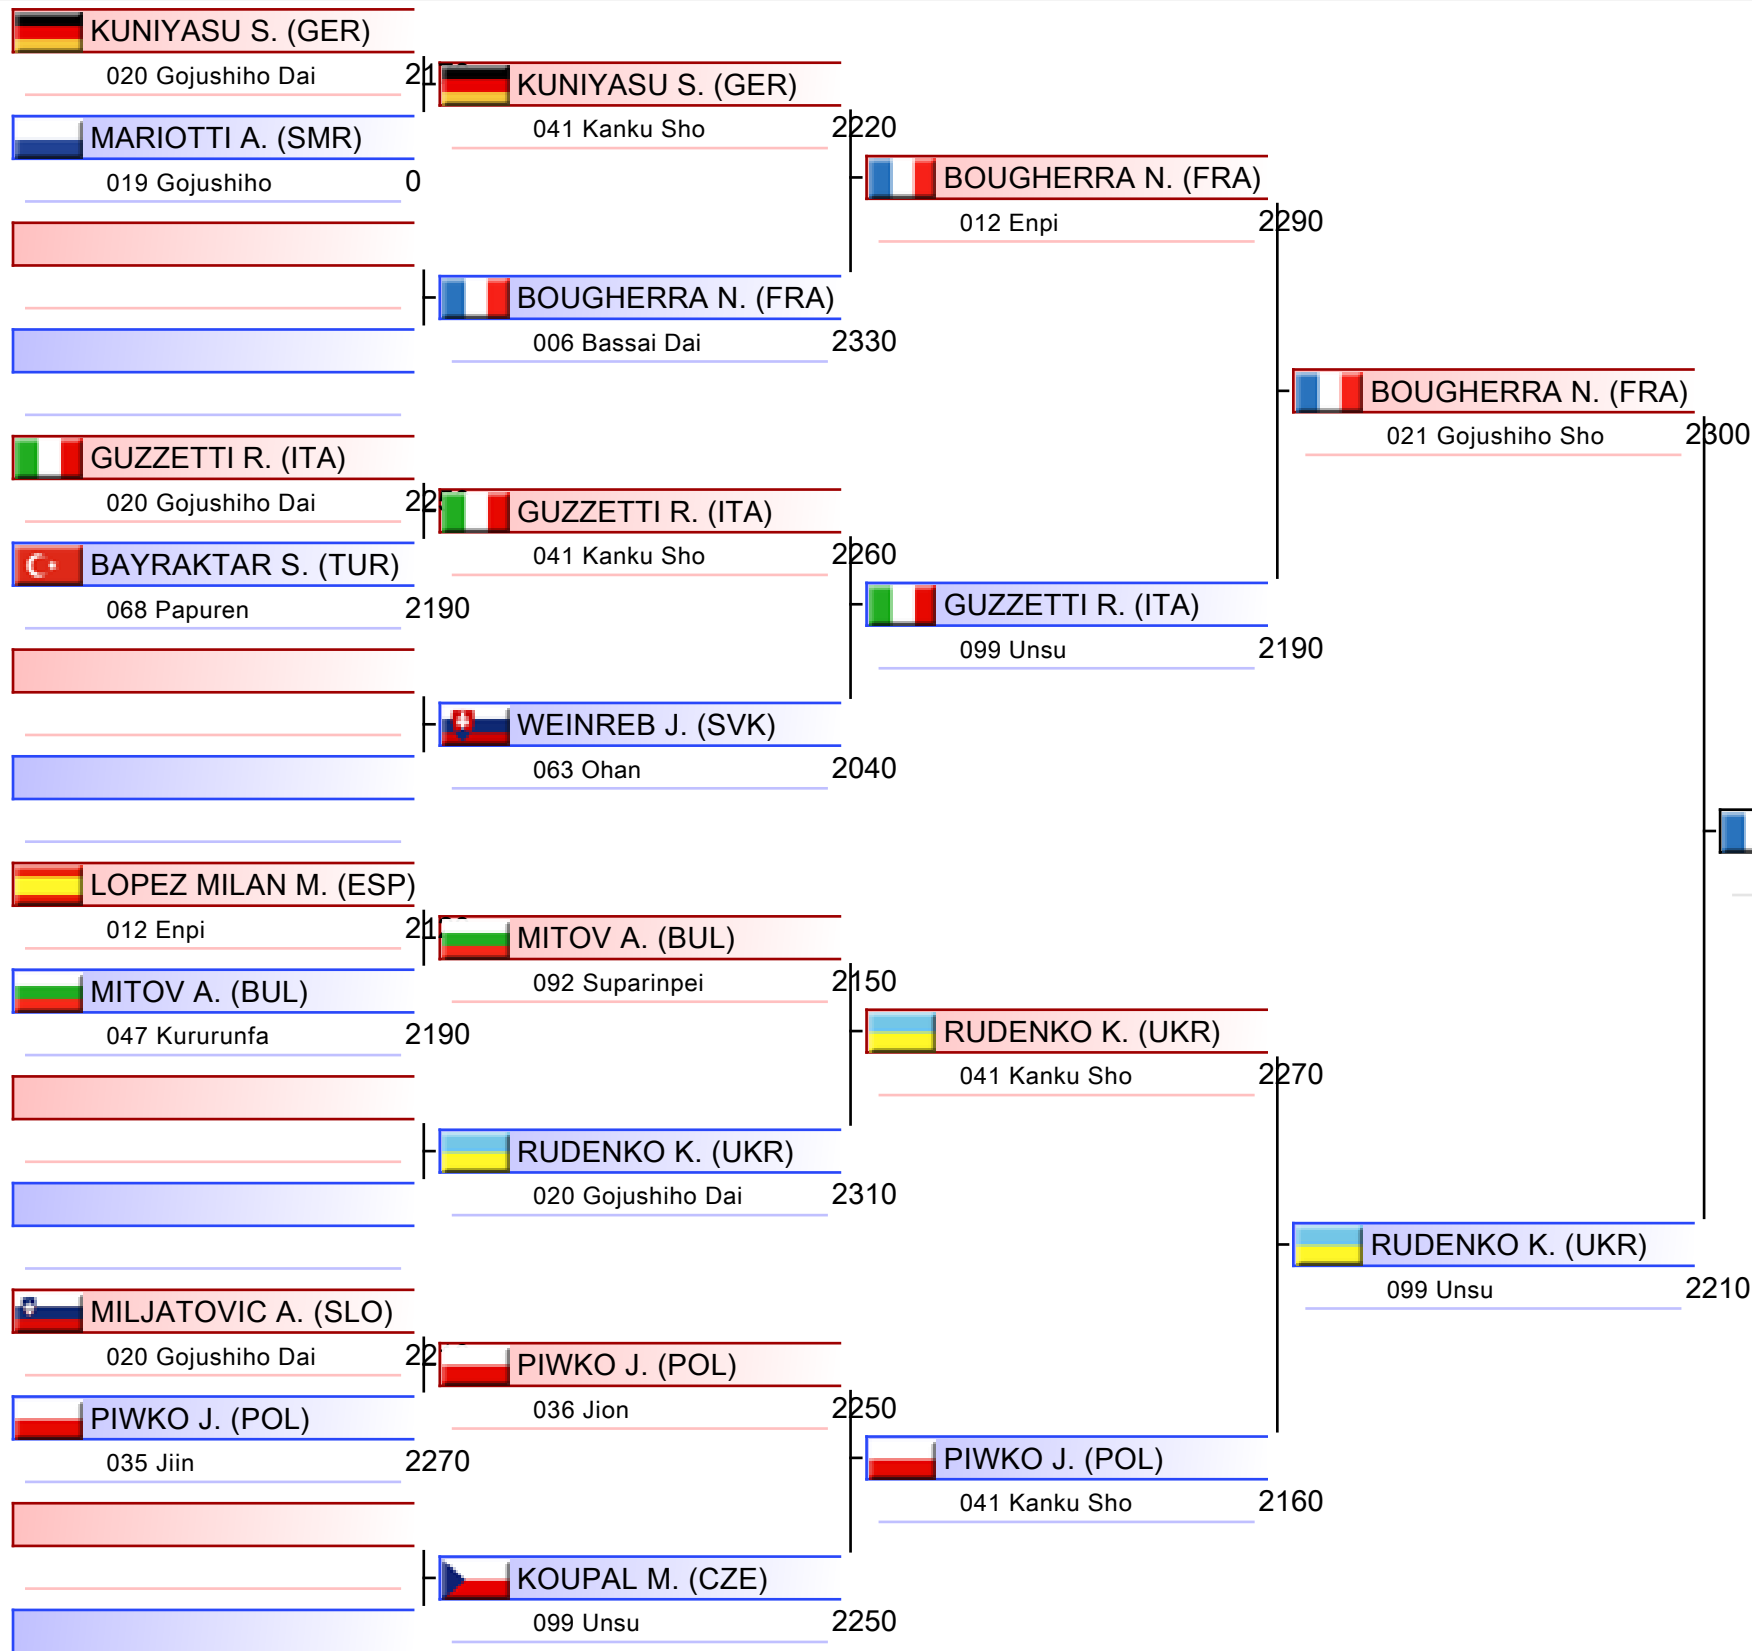 KUNIYASU S. (GER)
020 Gojushiho Dai
MARIOTTI A. (SMR)
019 Gojushiho 0
GUZZETTI R. (ITA)
020 Gojushiho Dai
BAYRAKTAR S. (TUR)
068 Papuren 2190
LOPEZ MILAN M. (ESP)
012 Enpi
MITOV A. (BUL)
047 Kururunfa 2190
MILJATOVIC A. (SLO)
020 Gojushiho Dai
PIWKO J. (POL)
035 Jiin 2270
KUNIYASU S. (GER)
041 Kanku Sho 2220
BOUGHERRA N. (FRA)
006 Bassai Dai 2330
GUZZETTI R. (ITA)
041 Kanku Sho 2260
WEINREB J. (SVK)
063 Ohan 2040
MITOV A. (BUL)
092 Suparinpei 2150
RUDENKO K. (UKR)
020 Gojushiho Dai 2310
PIWKO J. (POL)
036 Jion 2250
KOUPAL M. (CZE)
099 Unsu 2250
BOUGHERRA N. (FRA)
012 Enpi 2290
GUZZETTI R. (ITA)
099 Unsu 2190
RUDENKO K. (UKR)
041 Kanku Sho 2270
PIWKO J. (POL)
041 Kanku Sho 2160
BOUGHERRA N. (FRA)
021 Gojushiho Sho 2300
RUDENKO K. (UKR)
099 Unsu 2210